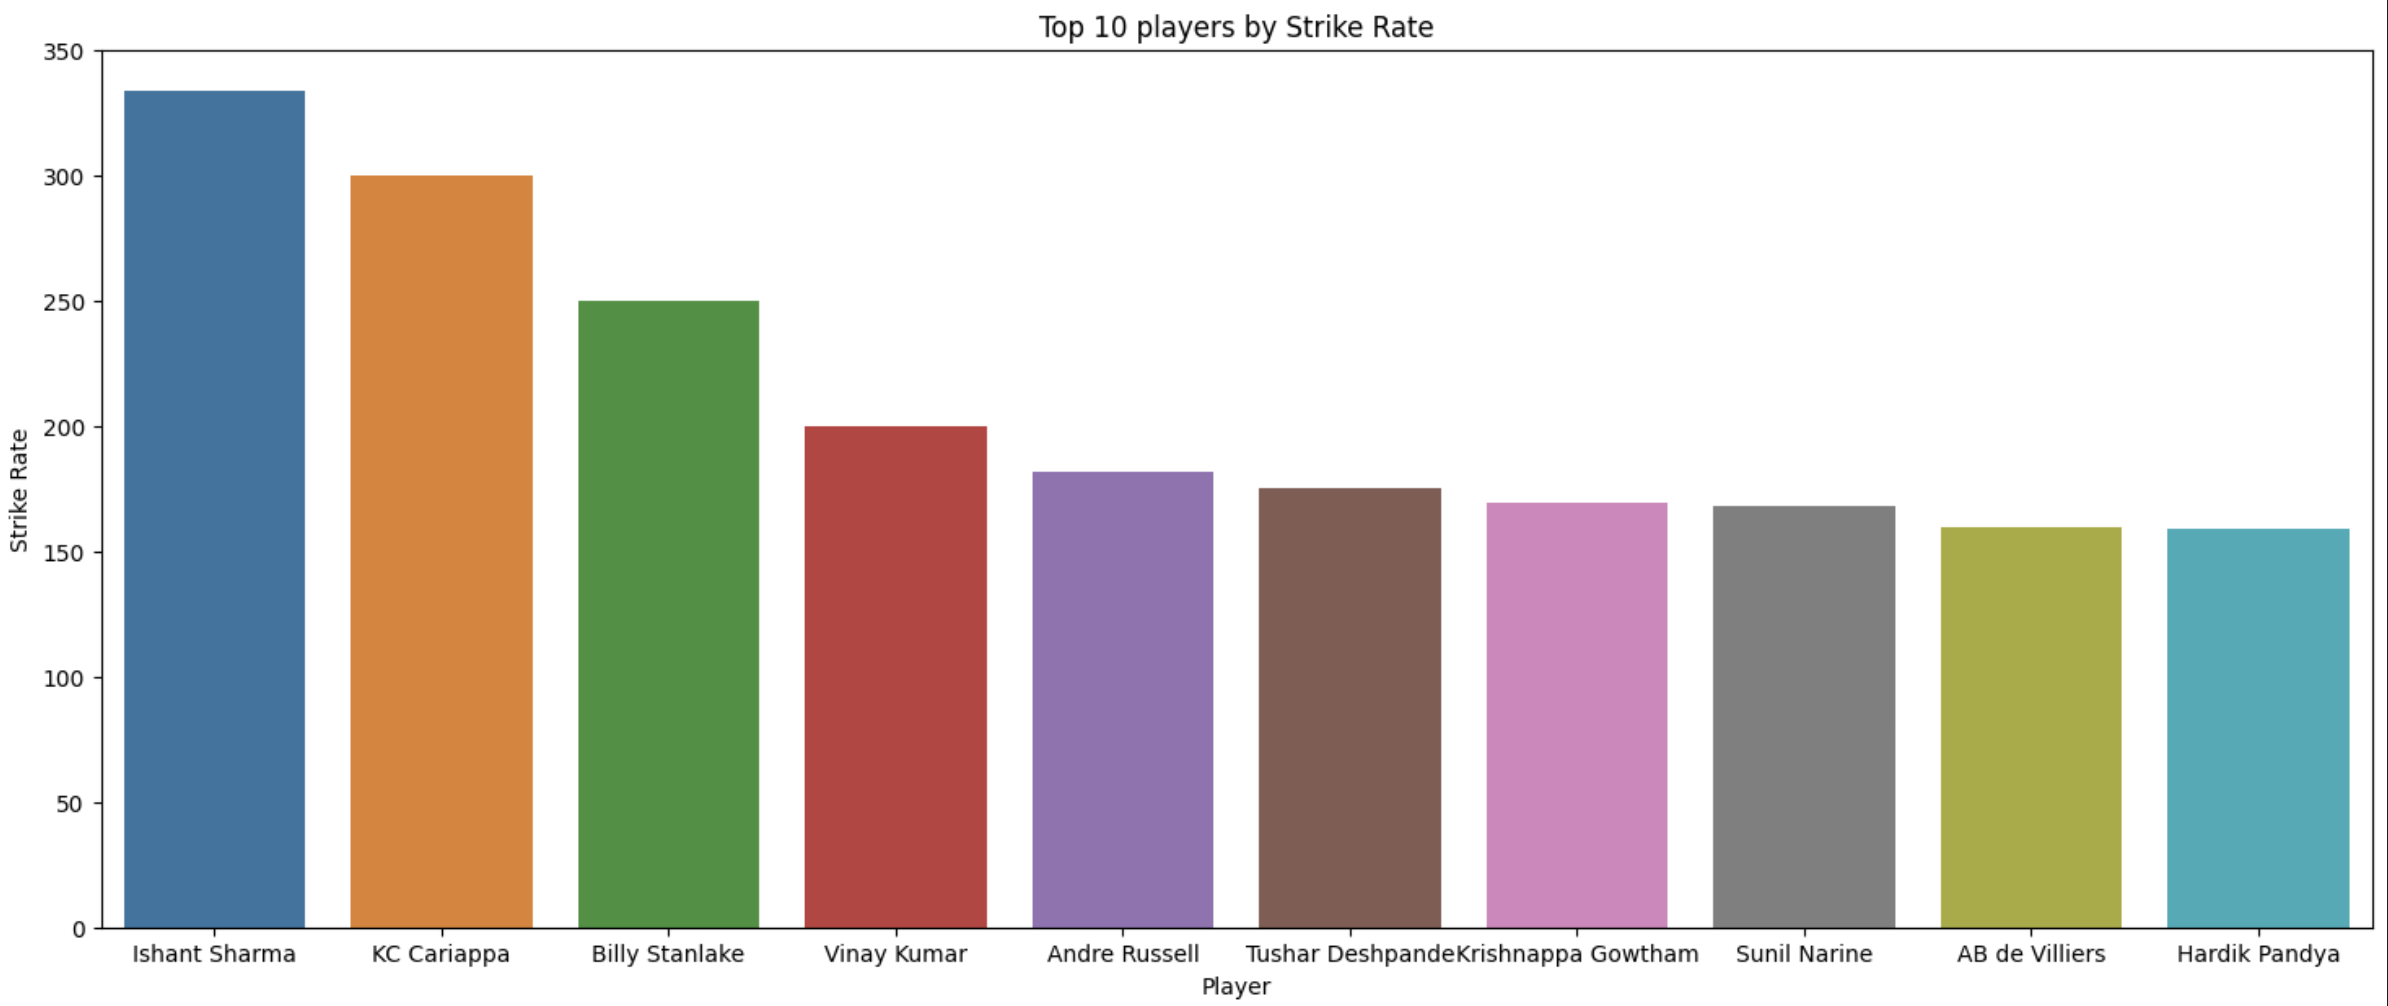 Top 10 players by Strike Rate
Strike Rate
350
300
250
200
150
100
50
0
Ishant Sharma KC Cariappa Billy Stanlake Vinay Kumar Andre Russell Tushar Deshpande Krishnappa Gowtham Sunil Narine AB de Villiers Hardik Pandya
Player